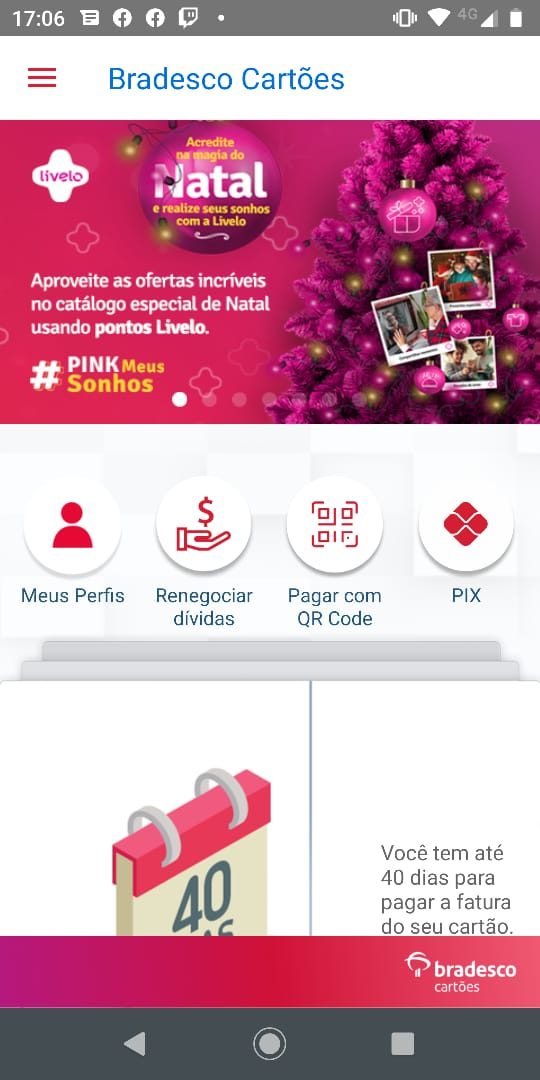 17:06
4G
Bradesco Cartões
livelo
Acredite
na magia do
Natal
e realize seus sonhos
com a Livelo
Aproveite as ofertas incríveis
no catálogo especial de Natal
usando pontos Livelo.
#PINK Meus
Sonhos
Meus Perfis
Renegociar
dívidas
Pagar com
QR Code
PIX
40
Você tem até
40 dias para
pagar a fatura
do seu cartão.
bradesco
cartões